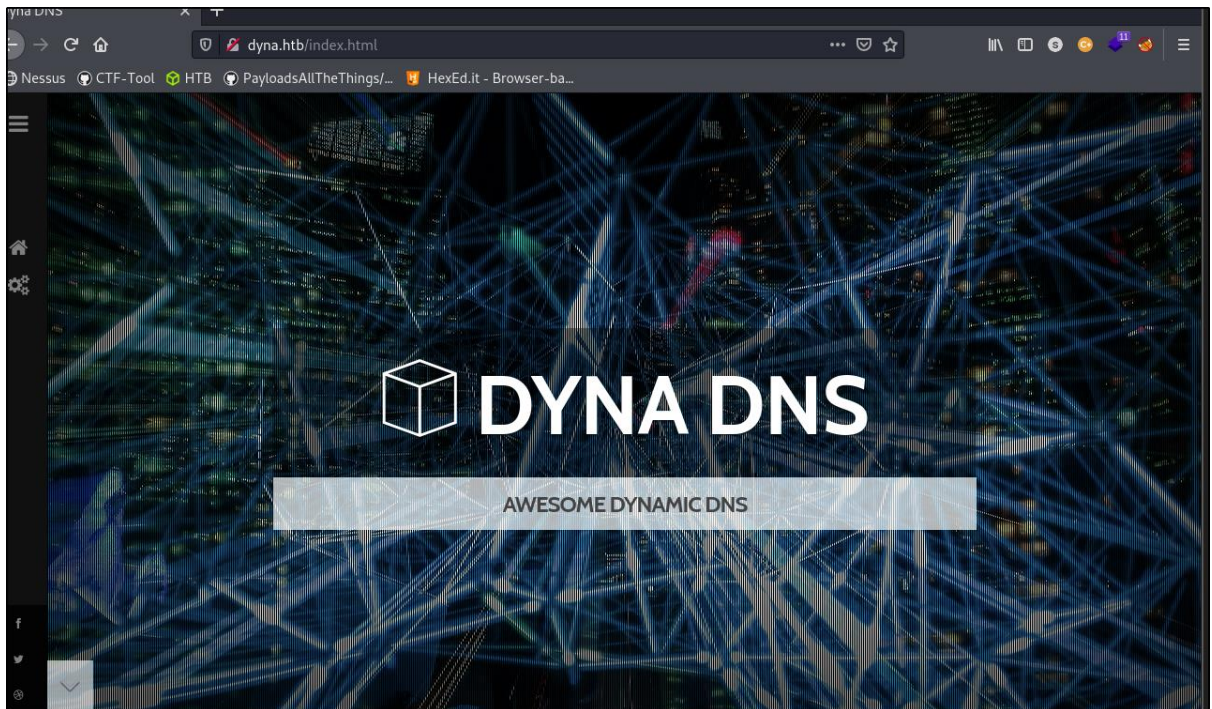 yna DNS
dyna.htb/index.html
11
Nessus CTF-Tool HTB PayloadsAllTheThings/… HexEd.it - Browser-ba…
DYNA DNS
AWESOME DYNAMIC DNS